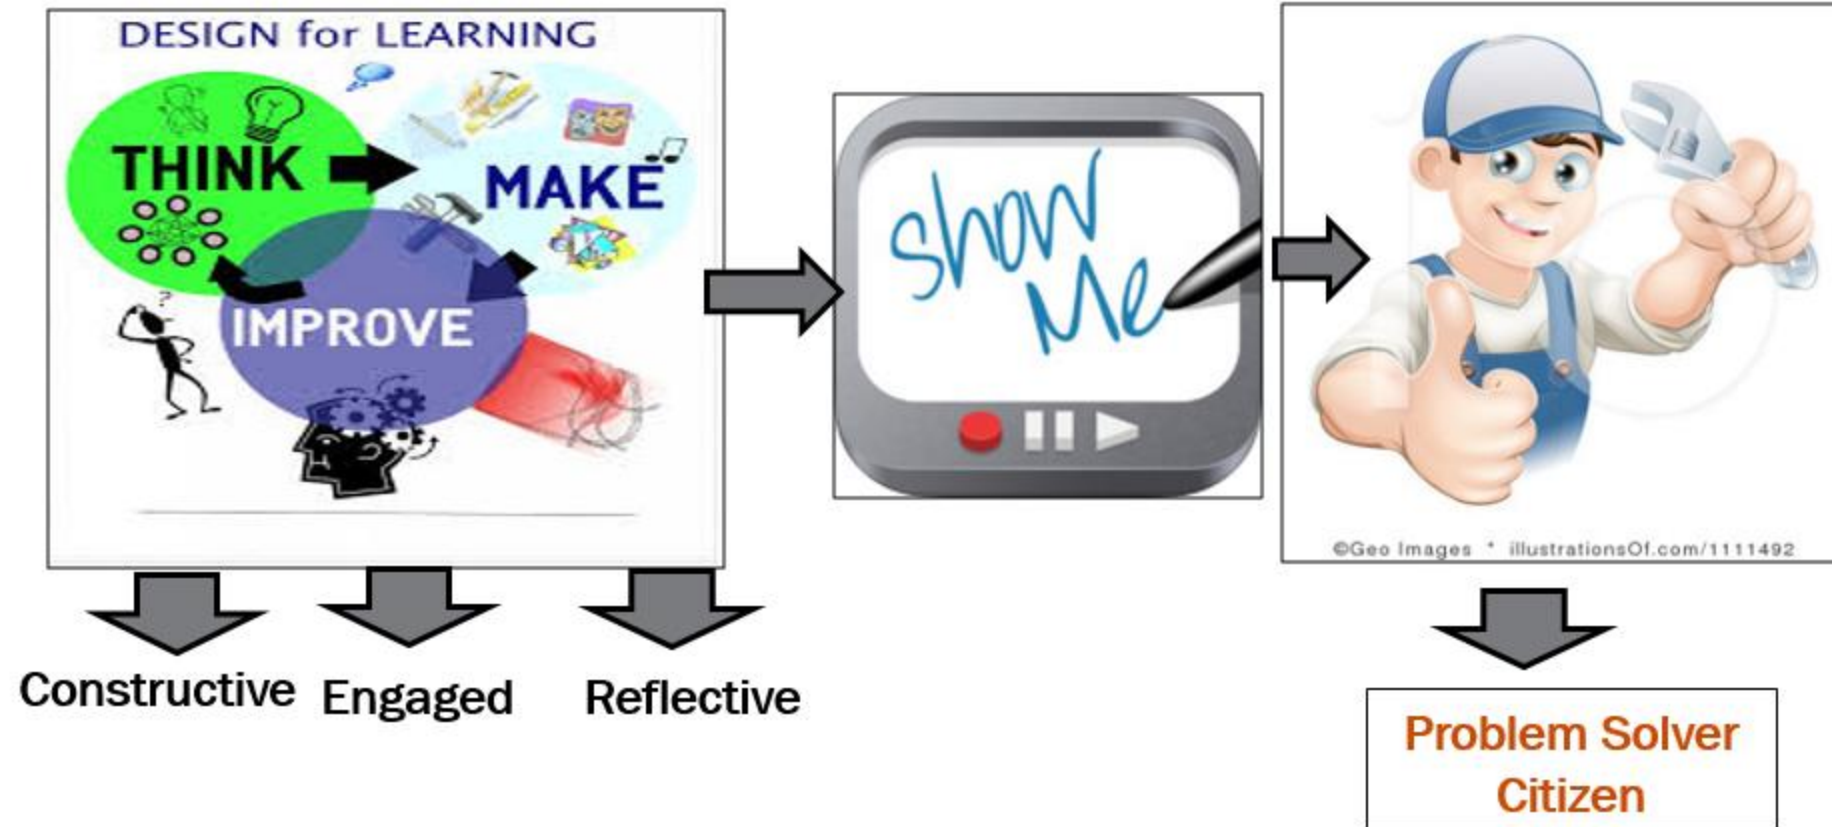 DESIGN for LEARNING
THINK
MAKE
IMPROVE
?
Show
Me
©Geo Images * illustrationsOf.com/1111492
Constructive
Engaged
Reflective
Problem Solver
Citizen